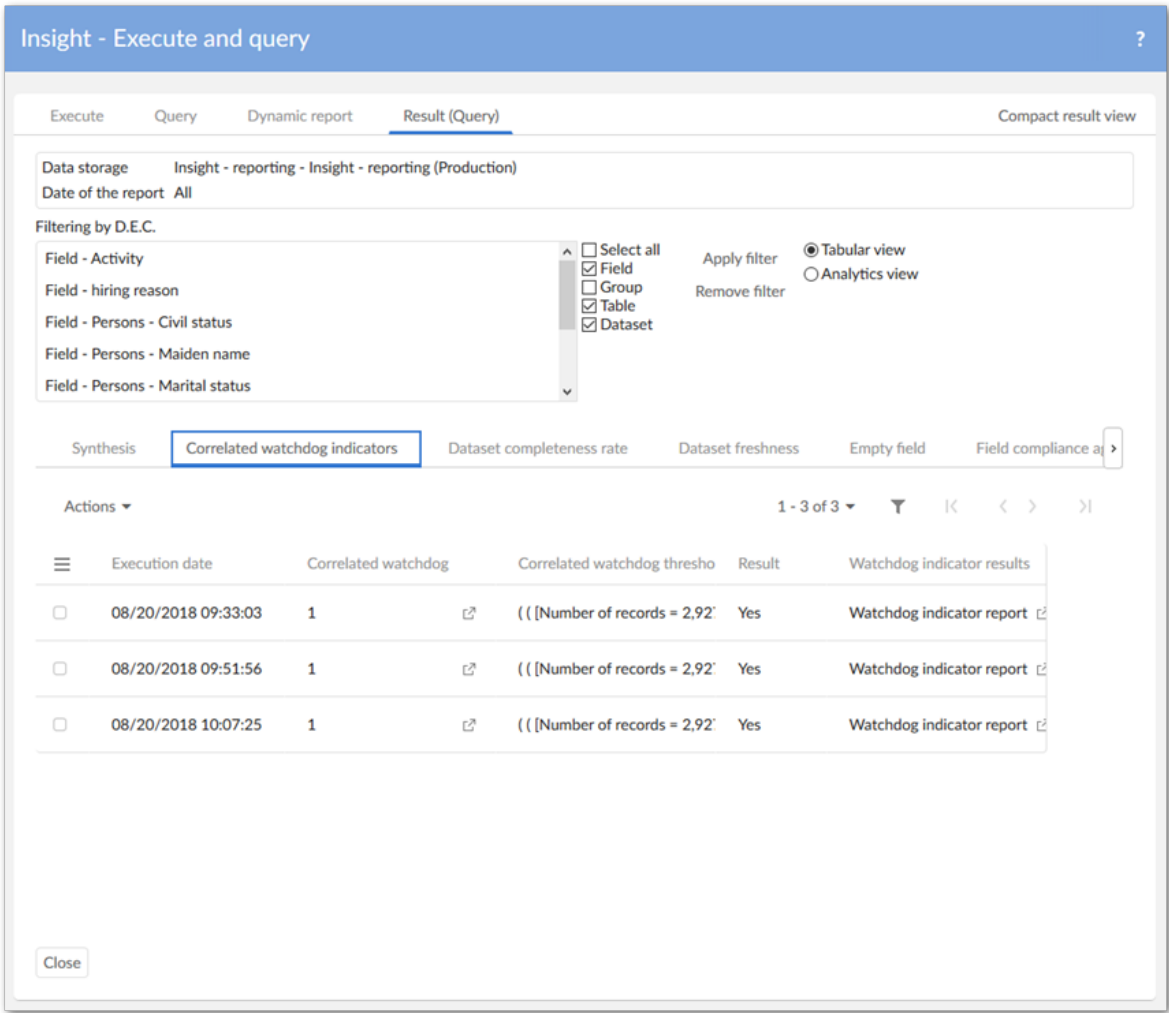 Insight - Execute and query ?
Execute Query Dynamic report Result (Query) Compact result view
Data storage Insight - reporting - Insight - reporting (Production)
Date of the report All
Filtering by D.E.C.
Field - Activity
Field - hiring reason
Field - Persons - Civil status
Field - Persons - Maiden name
Field - Persons - Marital status
Select all
Field
Group
Table
Dataset
Apply filter
Remove filter
Tabular view
Analytics view
Synthesis Correlated watchdog indicators Dataset completeness rate Dataset freshness Empty field Field compliance
Actions 1 - 3 of 3
Execution date Correlated watchdog Correlated watchdog thresho Result Watchdog indicator results
08/20/2018 09:33:03 1 ( ( [Number of records = 2,92 Yes Watchdog indicator report
08/20/2018 09:51:56 1 ( ( [Number of records = 2,92 Yes Watchdog indicator report
08/20/2018 10:07:25 1 ( ( [Number of records = 2,92 Yes Watchdog indicator report
Close